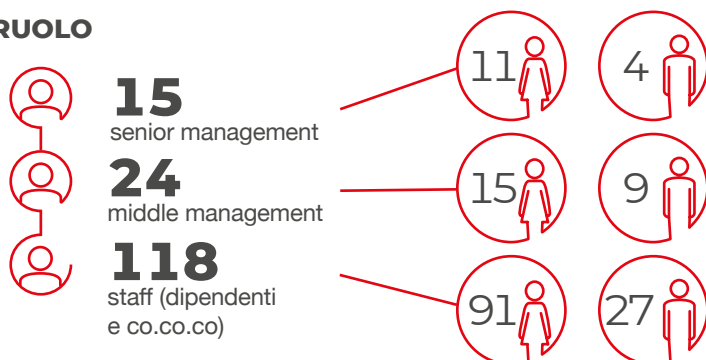 RUOLO
15
senior management
11
4
24
middle management
15
9
118
staff (dipendenti
e co.co.co)
91
27